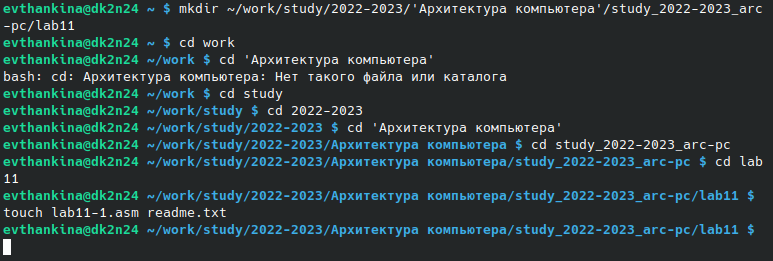 evthankina@dk2n24 ~ $ mkdir ~/work/study/2022-2023/'Архитектура компьютера'/study_2022-2023_arc
-pc/lab11
evthankina@dk2n24 ~ $ cd work
evthankina@dk2n24 ~/work $ cd 'Архитектура компьютера'
bash: cd: Архитектура компьютера: Нет такого файла или каталога
evthankina@dk2n24 ~/work $ cd study
evthankina@dk2n24 ~/work/study $ cd 2022-2023
evthankina@dk2n24 ~/work/study/2022-2023 $ cd 'Архитектура компьютера'
evthankina@dk2n24 ~/work/study/2022-2023/Архитектура компьютера $ cd study_2022-2023_arc-pc
evthankina@dk2n24 ~/work/study/2022-2023/Архитектура компьютера/study_2022-2023_arc-pc $ cd lab
11
evthankina@dk2n24 ~/work/study/2022-2023/Архитектура компьютера/study_2022-2023_arc-pc/lab11 $
touch lab11-1.asm readme.txt
evthankina@dk2n24 ~/work/study/2022-2023/Архитектура компьютера/study_2022-2023_arc-pc/lab11 $